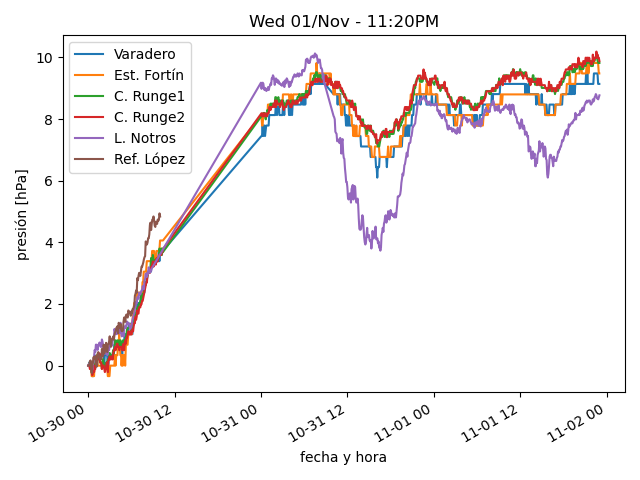 Wed 01/Nov - 11:20PM
presión [hPa]
10
8
6
4
2
0
Varadero
Est. Fortín
C. Runge1
C. Runge2
L. Notros
Ref. López
10-30 00
10-30 12
10-31 00
10-31 12
11-01 00
11-01 12
11-02 00
fecha y hora